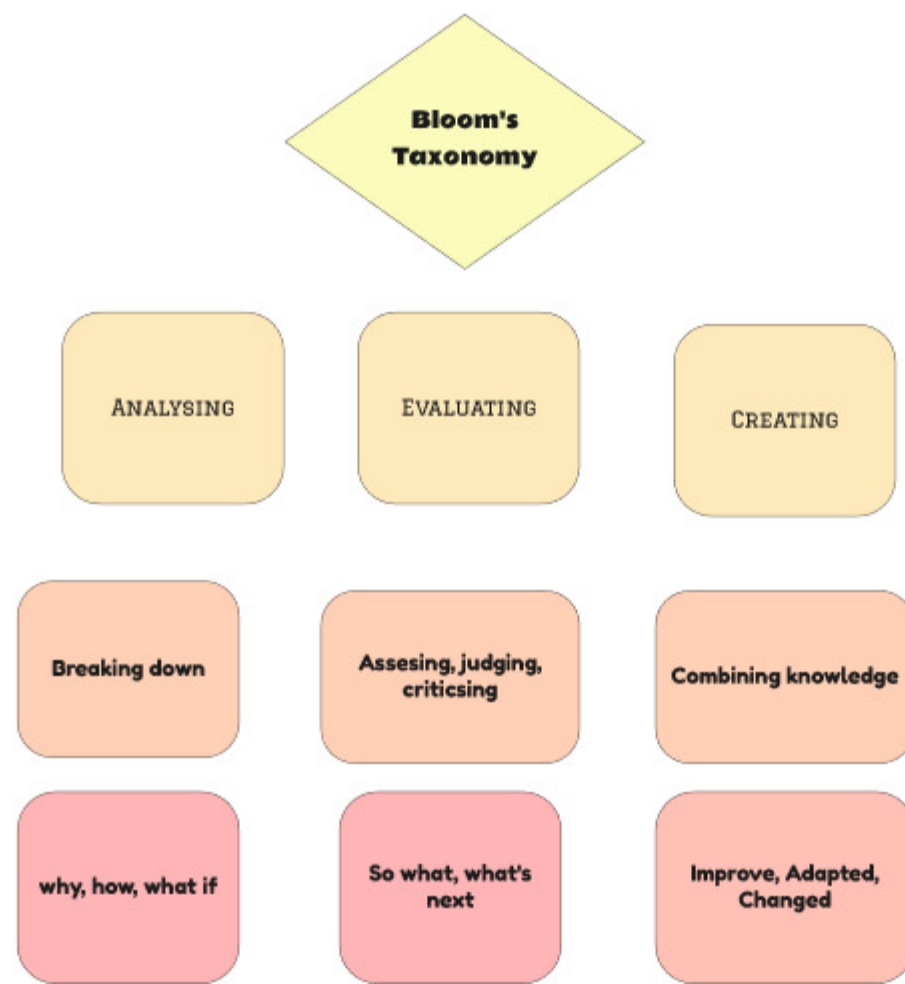 Bloom's
Taxonomy
Analysing
Evaluating
Creating
Breaking down
Assesing, judging,
criticsing
Combining knowledge
why, how, what if
So what, what's
next
Improve, Adapted,
Changed